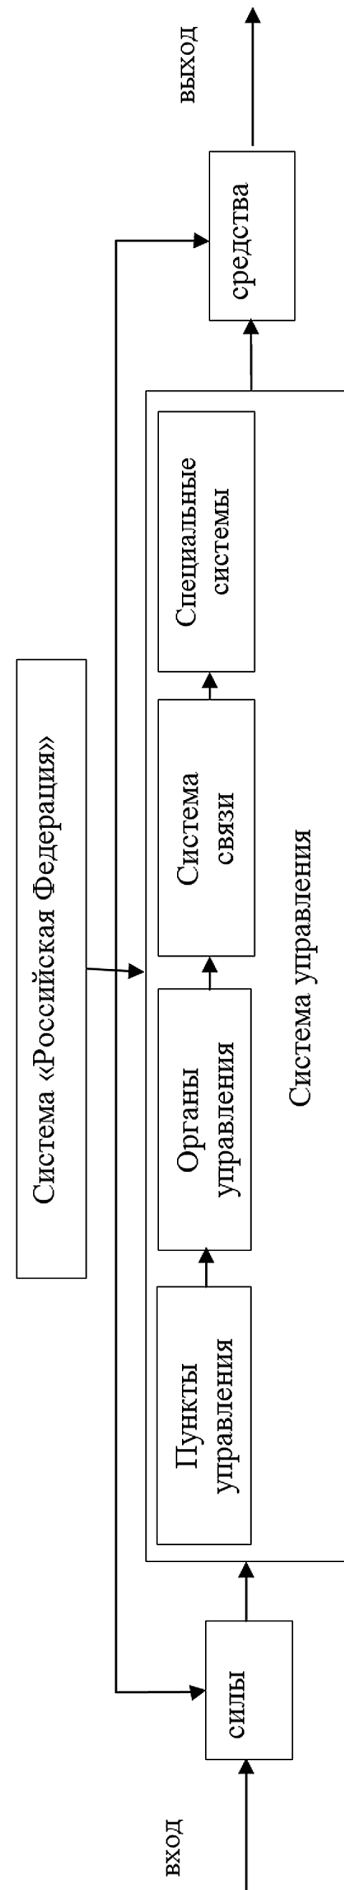 Система «Российская Федерация»
вход
силы
Пункты
управления
Органы
управления
Система
связи
Специальные
системы
средства
выход
Система управления